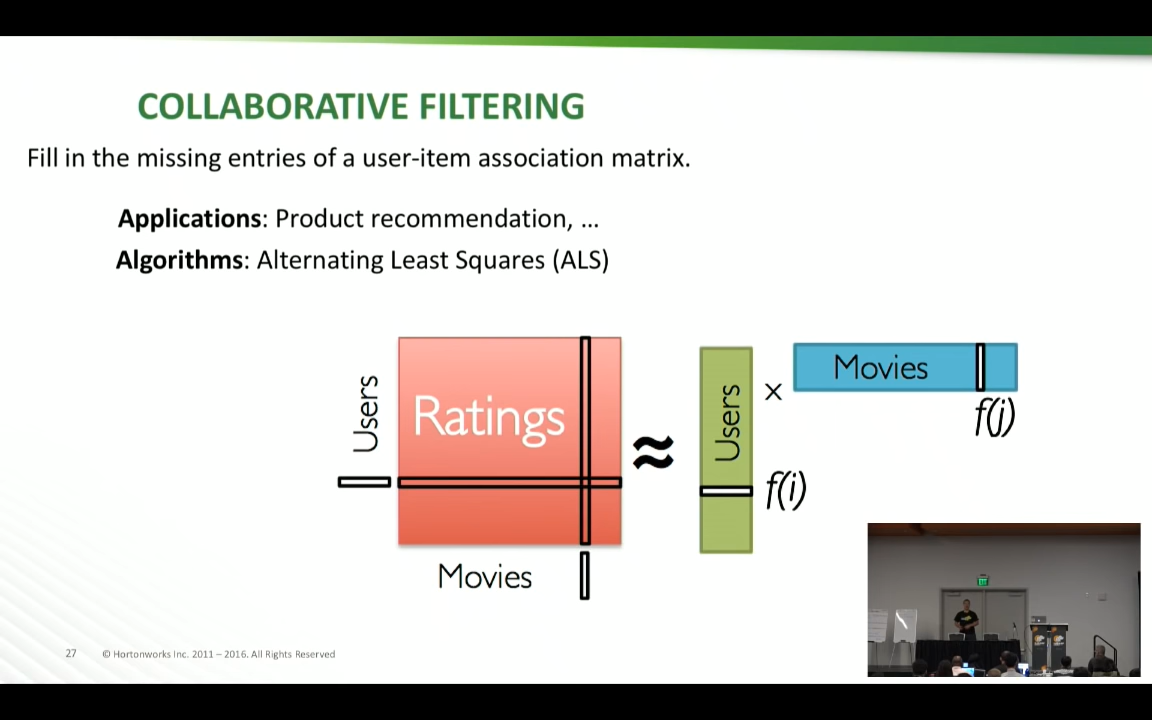 COLLABORATIVE FILTERING
Fill in the missing entries of a user-item association matrix.
Applications: Product recommendation, ...
Algorithms: Alternating Least Squares (ALS)
Users
Ratings
Movies
≈
Users
x
Movies
f(j)
f(i)
27 © Hortonworks Inc. 2011 – 2016. All Rights Reserved